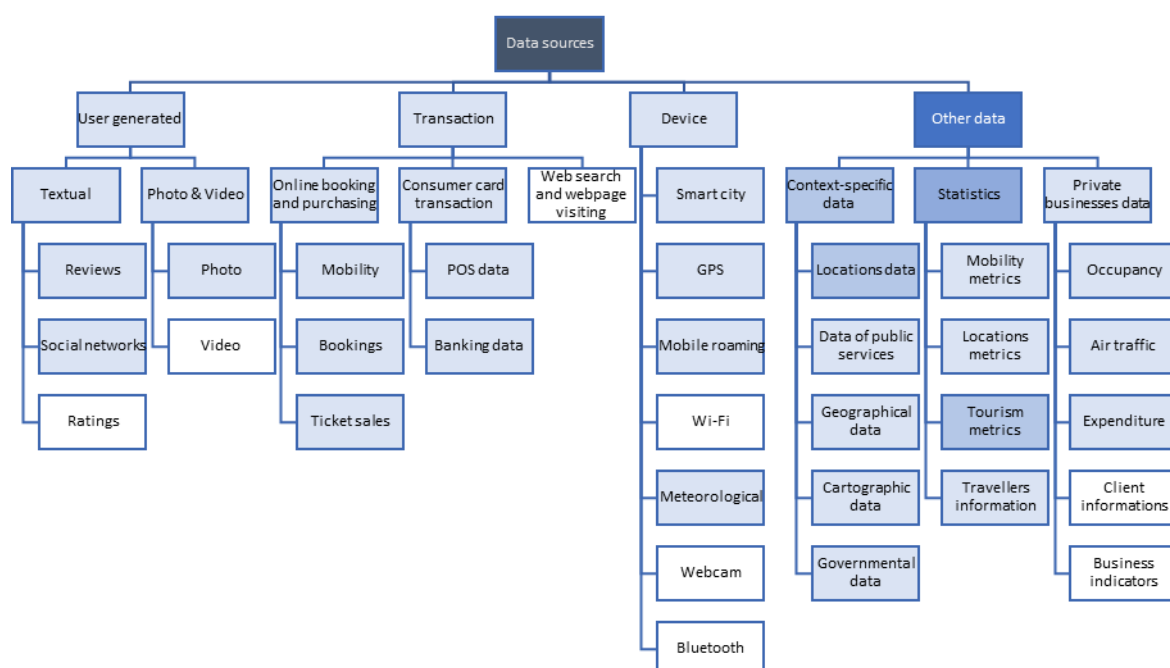 Data sources
User generated
Transaction
Device
Other data
Textual
Photo & Video
Online booking
and purchasing
Consumer card
transaction
Web search
and webpage
visiting
Smart city
Context-specific
data
Statistics
Private
businesses data
Reviews
Photo
Mobility
POS data
GPS
Locations data
Mobility
metrics
Occupancy
Social networks
Video
Bookings
Banking data
Mobile roaming
Data of public
services
Locations
metrics
Air traffic
Ratings
Ticket sales
Wi-Fi
Geographical
data
Tourism
metrics
Expenditure
Meteorological
Cartographic
data
Travellers
information
Client
informations
Webcam
Governmental
data
Business
indicators
Bluetooth